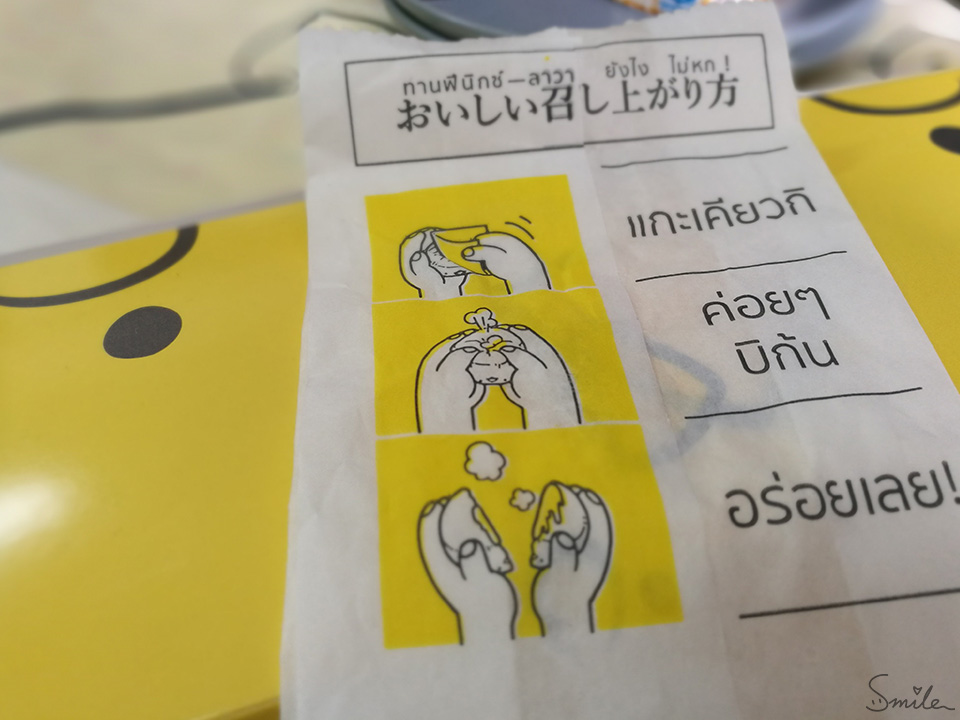 ทานฟีนิกซ์-ลาวา ยังไง ไม่หก!
おいしい召し上がり方
แกะเคียวกิ
ค่อยๆ
บิก้น
อร่อยเลย!
Smile